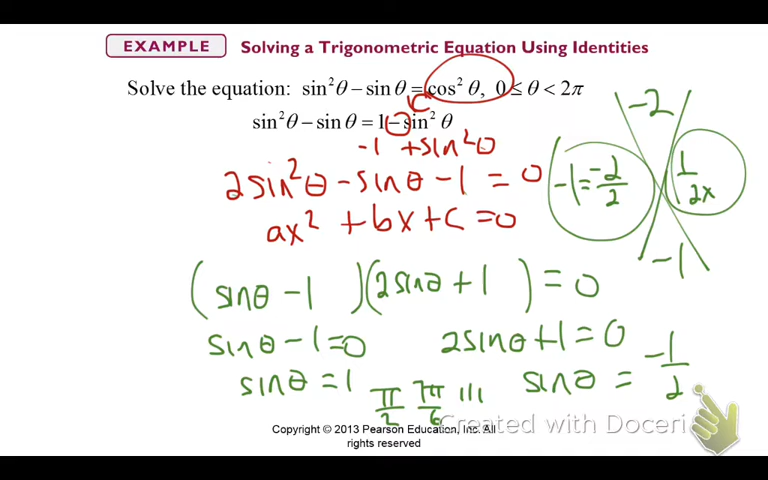 EXAMPLE Solving a Trigonometric Equation Using Identities
Solve the equation: sin²θ − sin θ = cos² θ, 0 ≤ θ < 2π
sin²θ − sin θ = 1 − sin² θ
-1 + sin²θ
2sin²θ - sinθ - 1 = 0
ax² + bx + c = 0
-2
-1 = -2/2
1/2x
-1
(sinθ - 1)(2sinθ + 1) = 0
sinθ - 1 = 0 2sinθ + 1 = 0
sinθ = 1 sinθ = -1/2
π/2 7π/6 111
Created with Doceri
Copyright © 2013 Pearson Education, Inc. All
rights reserved